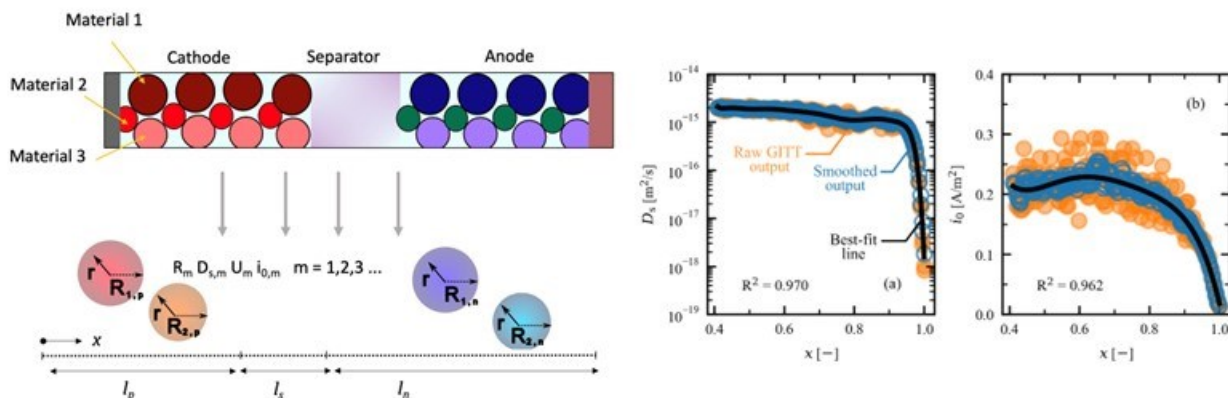 Material 1
Cathode Separator Anode
Material 2
Material 3
R_m D_s,m U_m i_0,m m = 1,2,3 ...
r
R_1,p
r
R_2,p
r
R_1,n
r
R_2,n
x
l_p l_s l_n
10^-14
10^-15
10^-16
10^-17
10^-18
10^-19
D_s [m²/s]
Raw GITT
output
Smoothed
output
Best-fit
line
R² = 0.970
(a)
0.4 0.6 0.8 1.0
x [−]
0.4
0.3
0.2
0.1
0.0
i_0 [A/m²]
(b)
R² = 0.962
0.4 0.6 0.8 1.0
x [−]